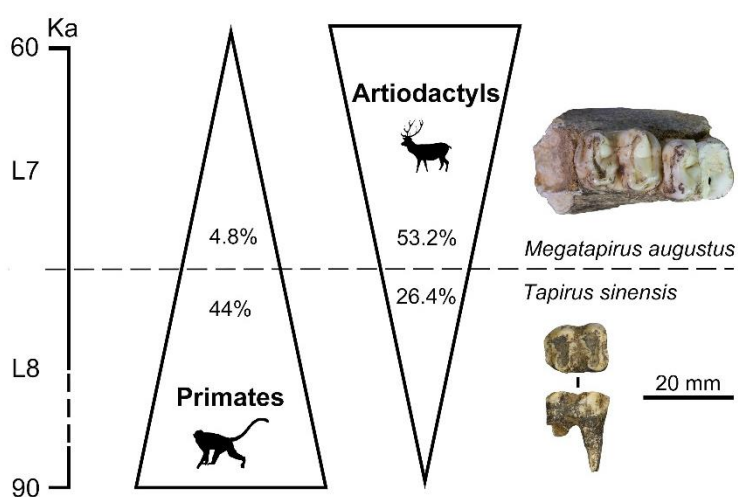 Ka
60
L7
L8
90
4.8%
44%
Primates
Artiodactyls
53.2%
26.4%
Megatapirus augustus
Tapirus sinensis
20 mm